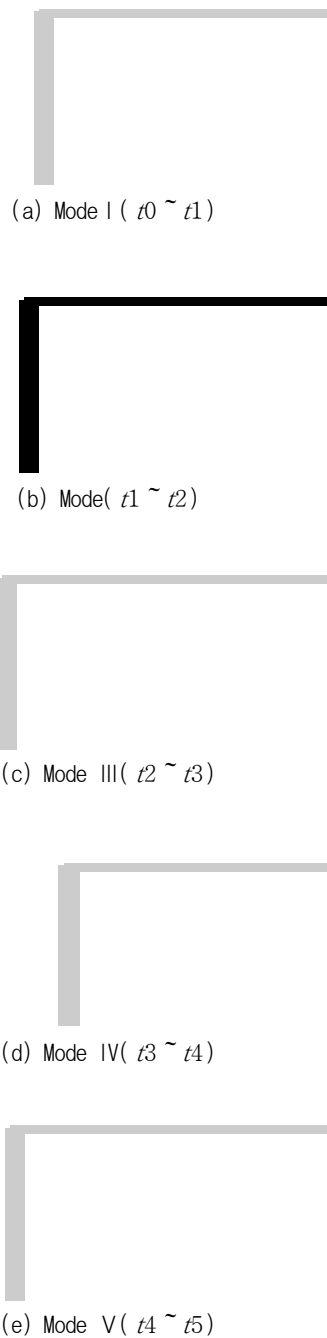 (a) Mode I ( t0 ~ t1)
(b) Mode( t1 ~ t2)
(c) Mode III( t2 ~ t3)
(d) Mode IV( t3 ~ t4)
(e) Mode V( t4 ~ t5)